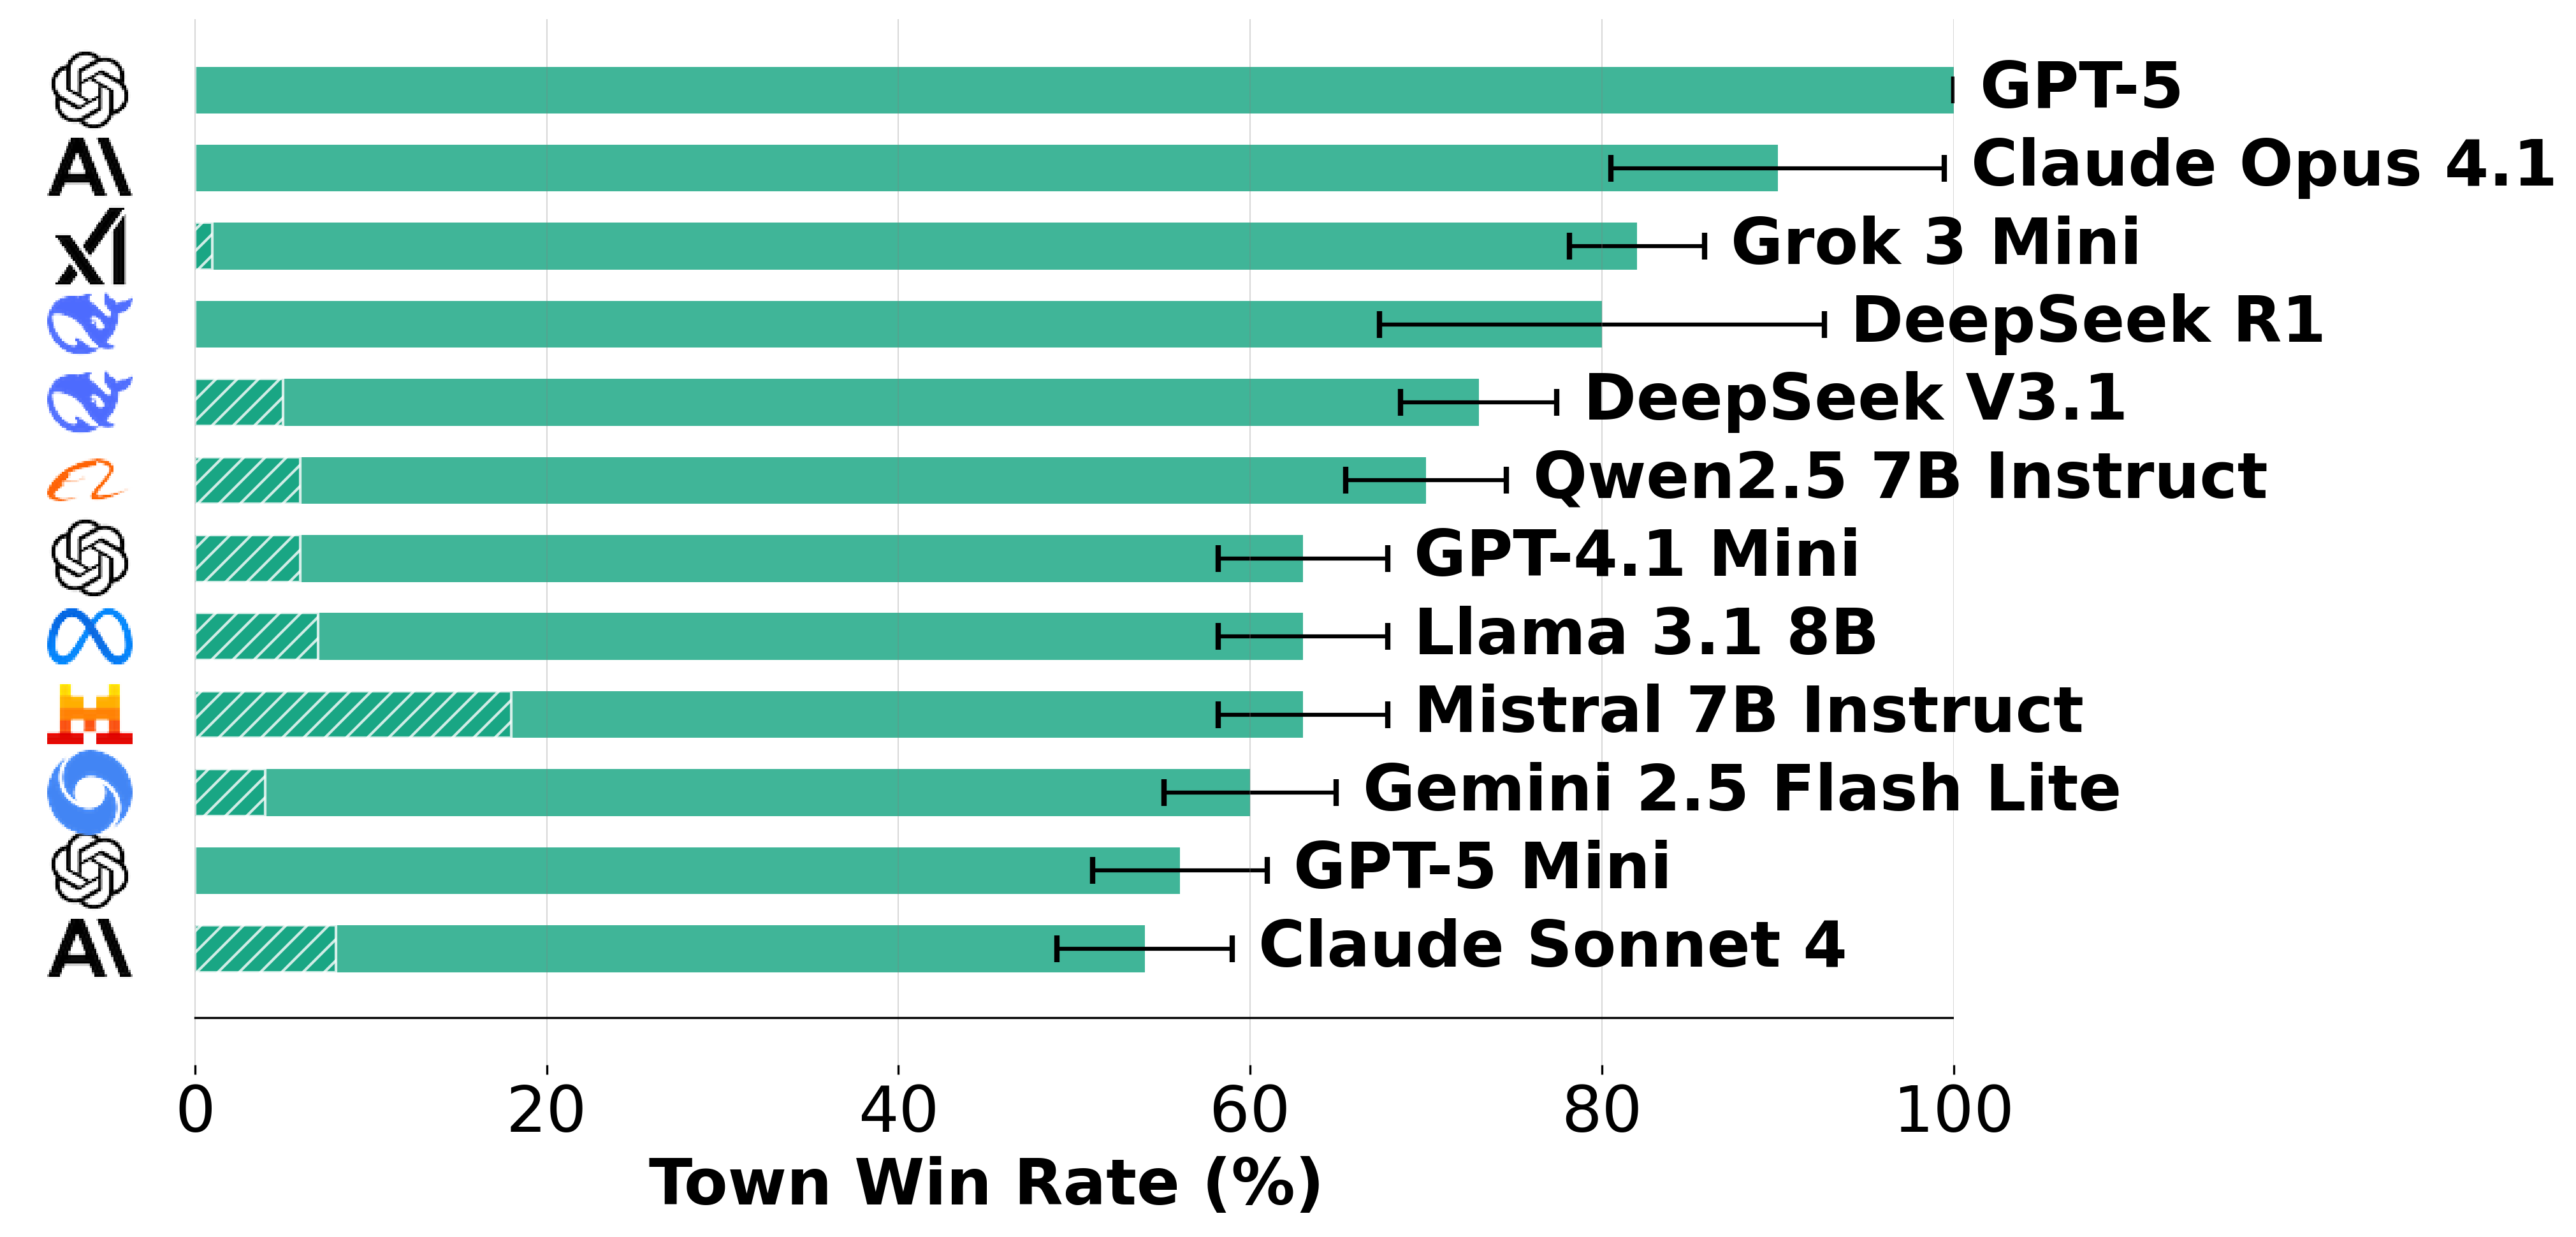 GPT-5
Claude Opus 4.1
Grok 3 Mini
DeepSeek R1
DeepSeek V3.1
Qwen2.5 7B Instruct
GPT-4.1 Mini
Llama 3.1 8B
Mistral 7B Instruct
Gemini 2.5 Flash Lite
GPT-5 Mini
Claude Sonnet 4
0 20 40 60 80 100
Town Win Rate (%)